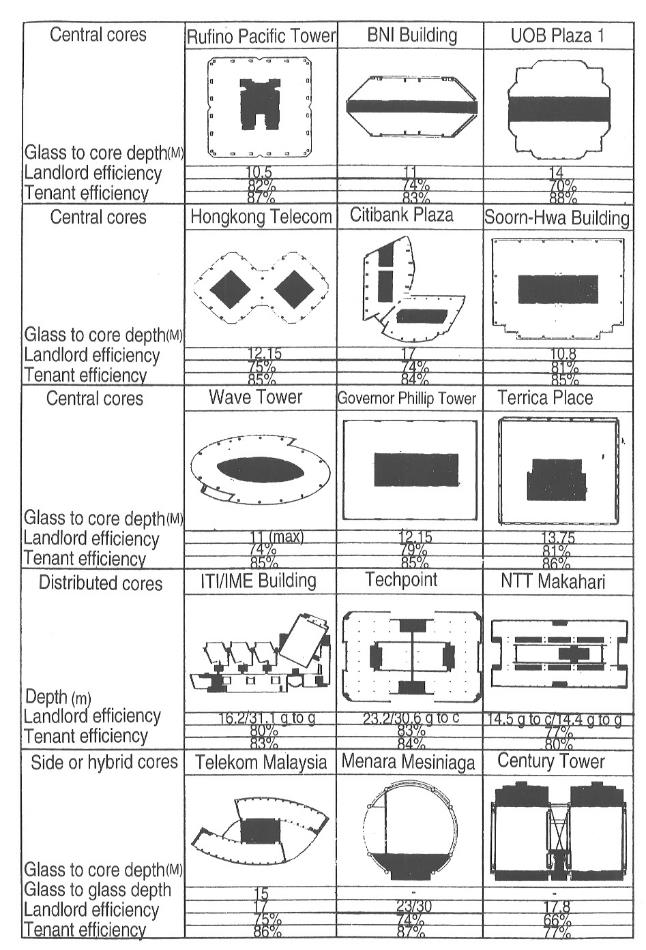 Central cores Rufino Pacific Tower BNI Building UOB Plaza 1
Glass to core depth(M) 10.5 11 14
Landlord efficiency 82% 74% 70%
Tenant efficiency 87% 83% 88%
Central cores Hongkong Telecom Citibank Plaza Soorn-Hwa Building
Glass to core depth(M) 12.15 17 10.8
Landlord efficiency 75% 74% 81%
Tenant efficiency 85% 84% 85%
Central cores Wave Tower Governor Phillip Tower Terrica Place
Glass to core depth(M) 11 (max) 12.15 13.75
Landlord efficiency 74% 79% 81%
Tenant efficiency 85% 85% 86%
Distributed cores ITI/IME Building Techpoint NTT Makahari
Depth (m) 16.2/31.1 g to g 23.2/30.6 g to c 14.5 g to c/14.4 g to g
Landlord efficiency 80% 83% 77%
Tenant efficiency 83% 84% 80%
Side or hybrid cores Telekom Malaysia Menara Mesiniaga Century Tower
Glass to core depth(M) 15 - -
Glass to glass depth 17 23/30 17.8
Landlord efficiency 75% 74% 66%
Tenant efficiency 86% 87% 77%